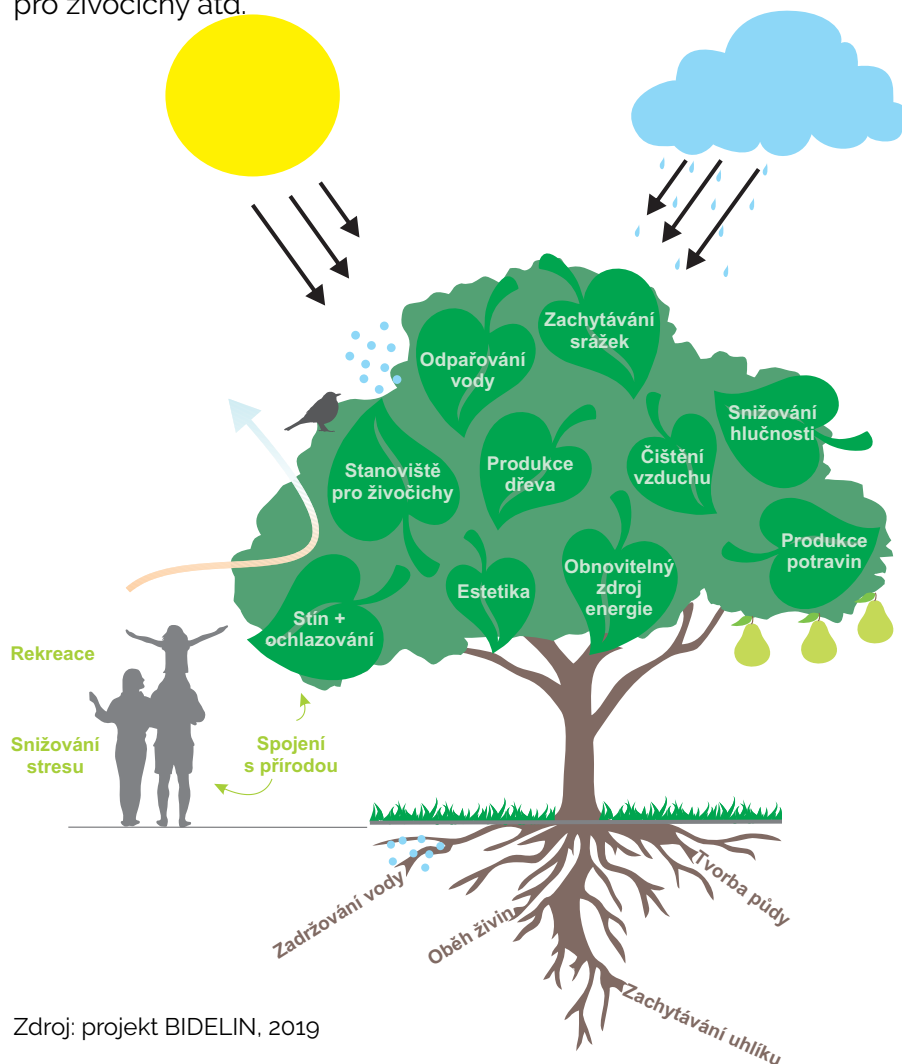 pro živočichy atd.
Zachytávání
srážek
Odpařování
vody
Snižování
hlučnosti
Stanoviště
pro živočichy
Produkce
dřeva
Čištění
vzduchu
Produkce
potravin
Stín +
ochlazování
Estetika
Obnovitelný
zdroj
energie
Rekreace
Snižování
stresu
Spojení
s přírodou
Zadržování vody
Oběh živin
Tvorba půdy
Zachytávání uhlíku
Zdroj: projekt BIDELIN, 2019